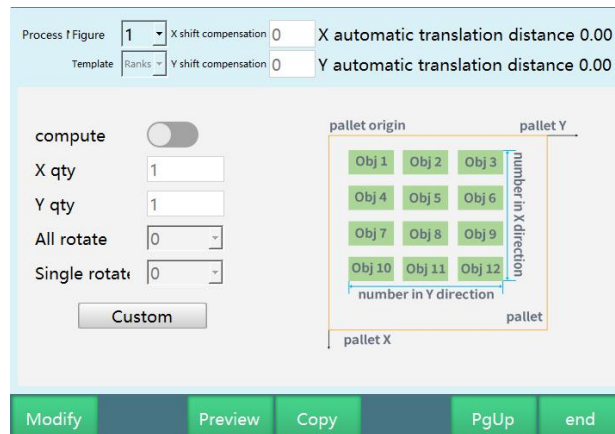 Process Figure 1 X shift compensation 0 X automatic translation distance 0.00
Template Ranks Y shift compensation 0 Y automatic translation distance 0.00
compute
X qty 1
Y qty 1
All rotate 0
Single rotate 0
Custom
pallet origin pallet Y
Obj 1 Obj 2 Obj 3
Obj 4 Obj 5 Obj 6
Obj 7 Obj 8 Obj 9
Obj 10 Obj 11 Obj 12
number in X direction
number in Y direction
pallet
pallet X
Modify Preview Copy PgUp end